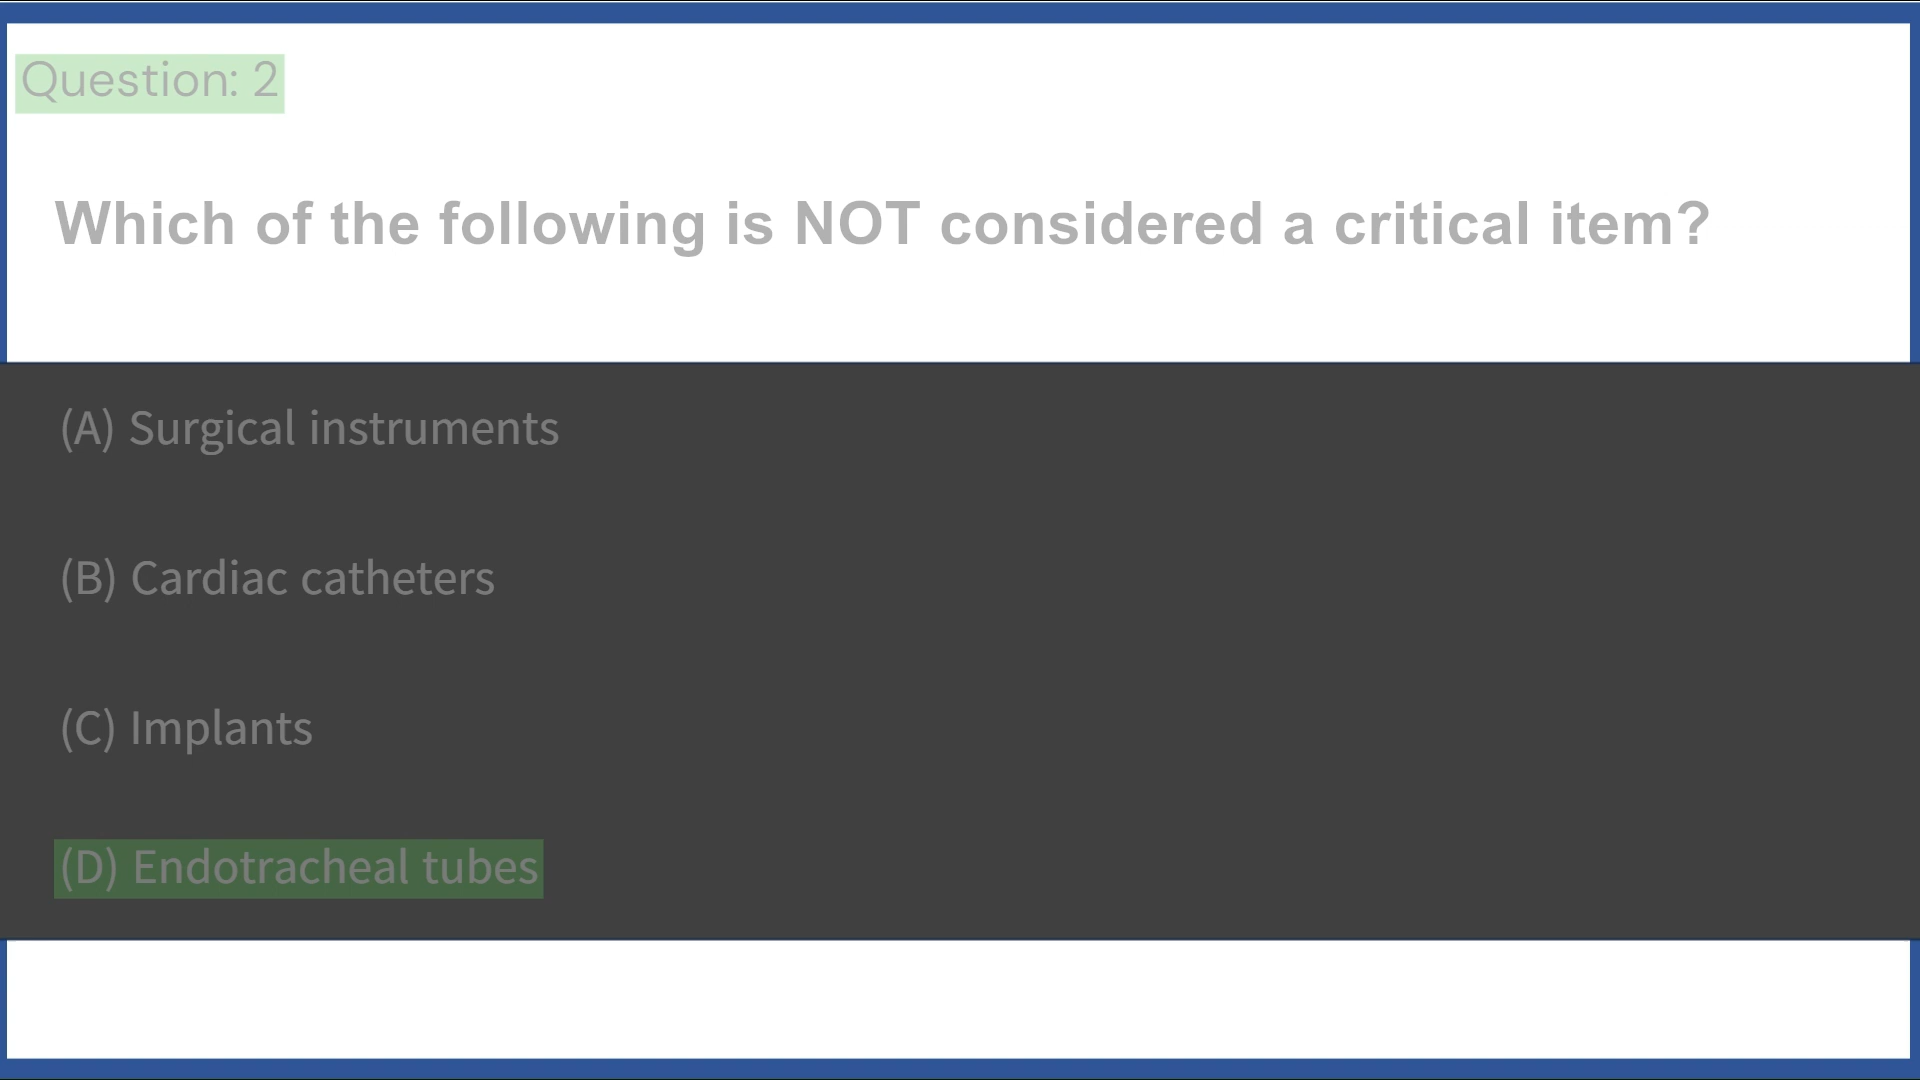 Question: 2
Which of the following is NOT considered a critical item?
(A) Surgical instruments
(B) Cardiac catheters
(C) Implants
(D) Endotracheal tubes